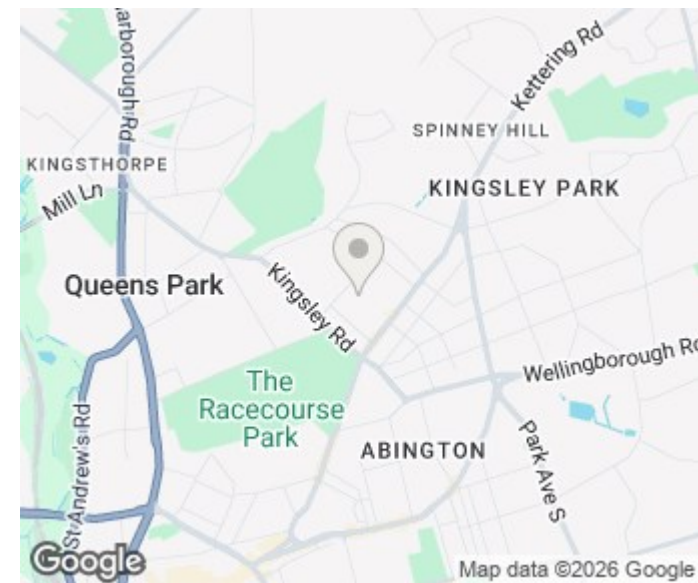 arborough Rd
Kettering Rd
SPINNEY HILL
KINGSTHORPE
Mill Ln
KINGSLEY PARK
Queens Park
Kingsley Rd
The
Racecourse
Park
Wellingborough Ro
St Andrew's Rd
ABINGTON
Park Ave S
Google
Map data ©2026 Google